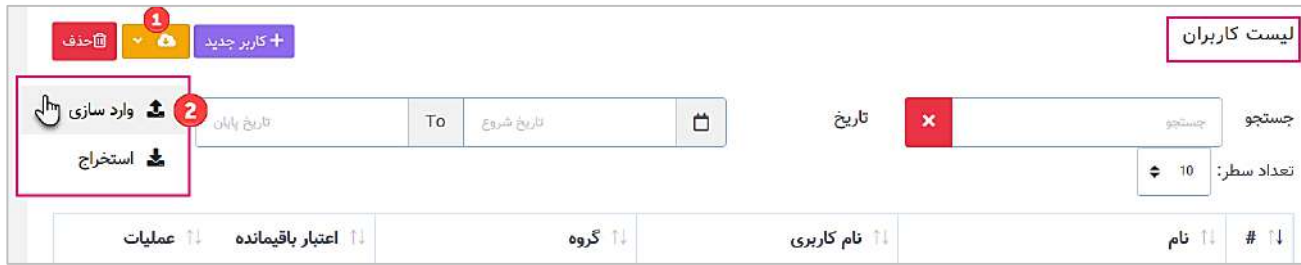 لیست کاربران
+ کاربر جدید
1
حذف
وارد سازی
2
استخراج
جستجو
جستجو
تاریخ
تاریخ شروع
To
تاریخ پایان
تعداد سطر:
10
# نام نام کاربری گروه اعتبار باقیمانده عملیات